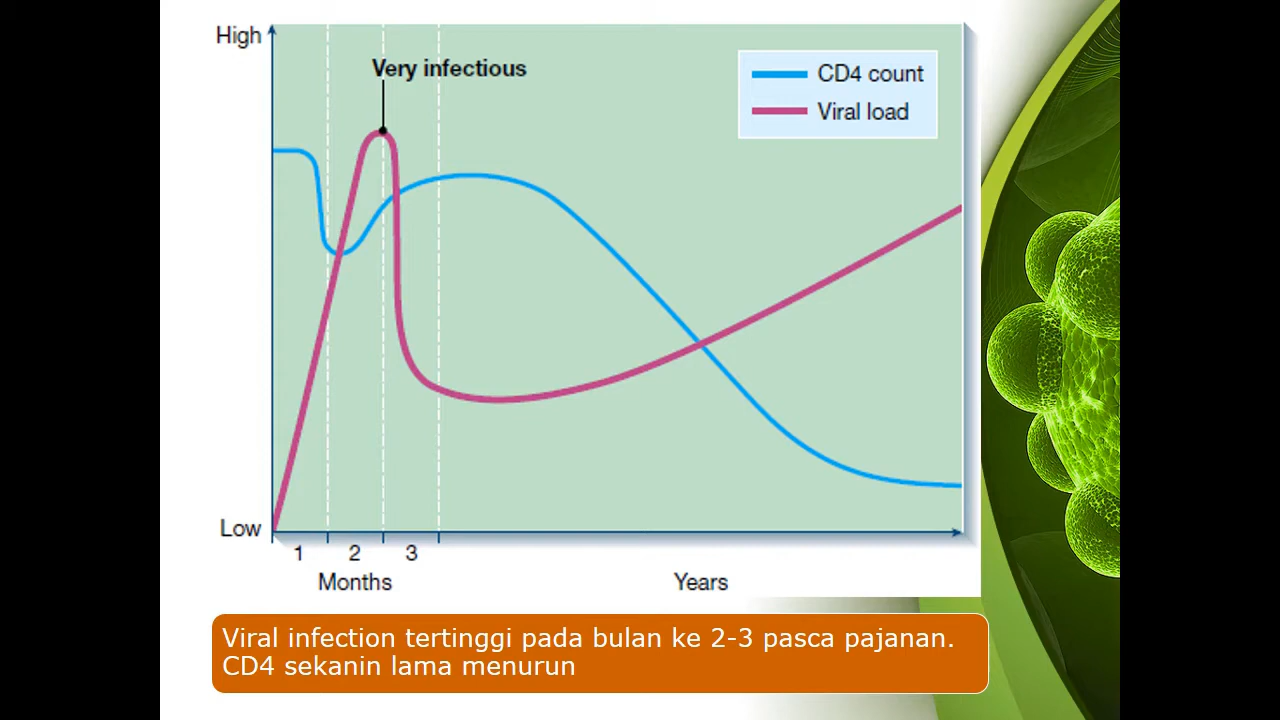 High
Very infectious
CD4 count
Viral load
Low
1 2 3
Months Years
Viral infection tertinggi pada bulan ke 2-3 pasca pajanan.
CD4 sekanin lama menurun